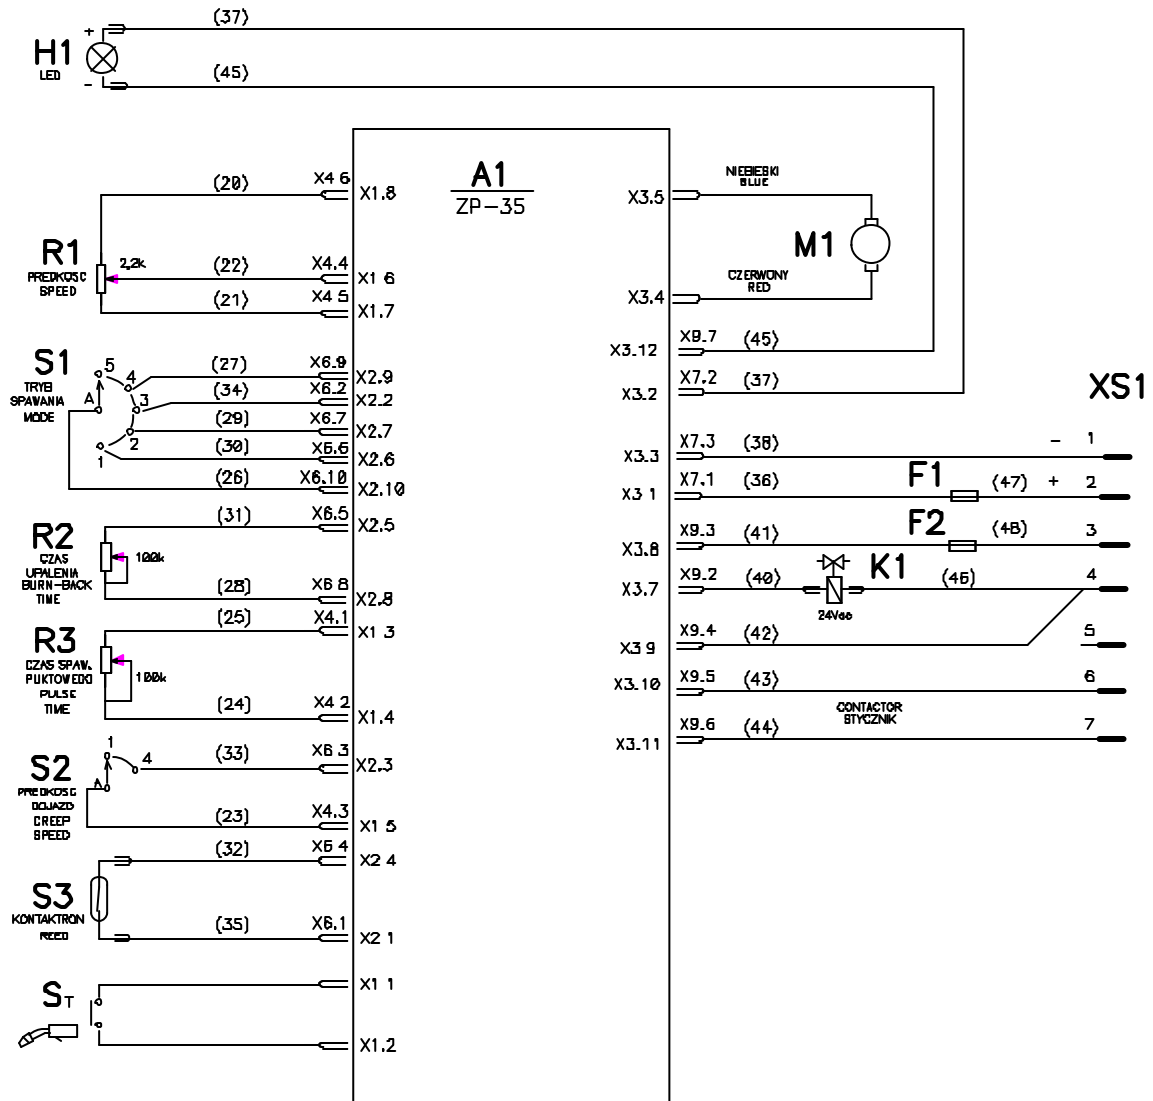 (37)
+
H1
LED
-
(45)
A1
ZP-35
(20)
X4 6
X1.8
R1
PREDKOSC
SPEED
2,2k
(22)
X4.4
X1 6
(21)
X4 5
X1.7
NIEBIESKI
BLUE
X3.5
M1
CZERWONY
RED
X3.4
X9.7
X3.12
(45)
X7.2
X3.2
(37)
XS1
S1
TRYB
SPAWANIA
MODE
5
4
A
3
2
1
(27)
X6.9
X2.9
(34)
X6.2
X2.2
(29)
X6.7
X2.7
(30)
X6.6
X2.6
(26)
X6.10
X2.10
X7.3
X3.3
(38)
-
1
X7.1
X3 1
(36)
F1
(47)
+
2
F2
X9.3
X3.8
(41)
(48)
3
X9.2
X3.7
(40)
K1
24Vac
(46)
4
X9.4
X3 9
(42)
5
X9.5
X3.10
(43)
6
CONTACTOR
STYCZNIK
X9.6
X3.11
(44)
7
R2
CZAS
UPALENIA
BURN-BACK
TIME
100k
(31)
X6.5
X2.5
(28)
X6 8
X2.8
R3
CZAS SPAW.
PUKTOWEGO
PULSE
TIME
100k
(25)
X4.1
X1 3
(24)
X4 2
X1.4
S2
PREDKOSC
DOJAZD
CREEP
SPEED
1
4
A
(33)
X6 3
X2.3
(23)
X4.3
X1 5
S3
KONTAKTRON
REED
(32)
X6 4
X2 4
(35)
X6.1
X2 1
ST
X1 1
X1.2